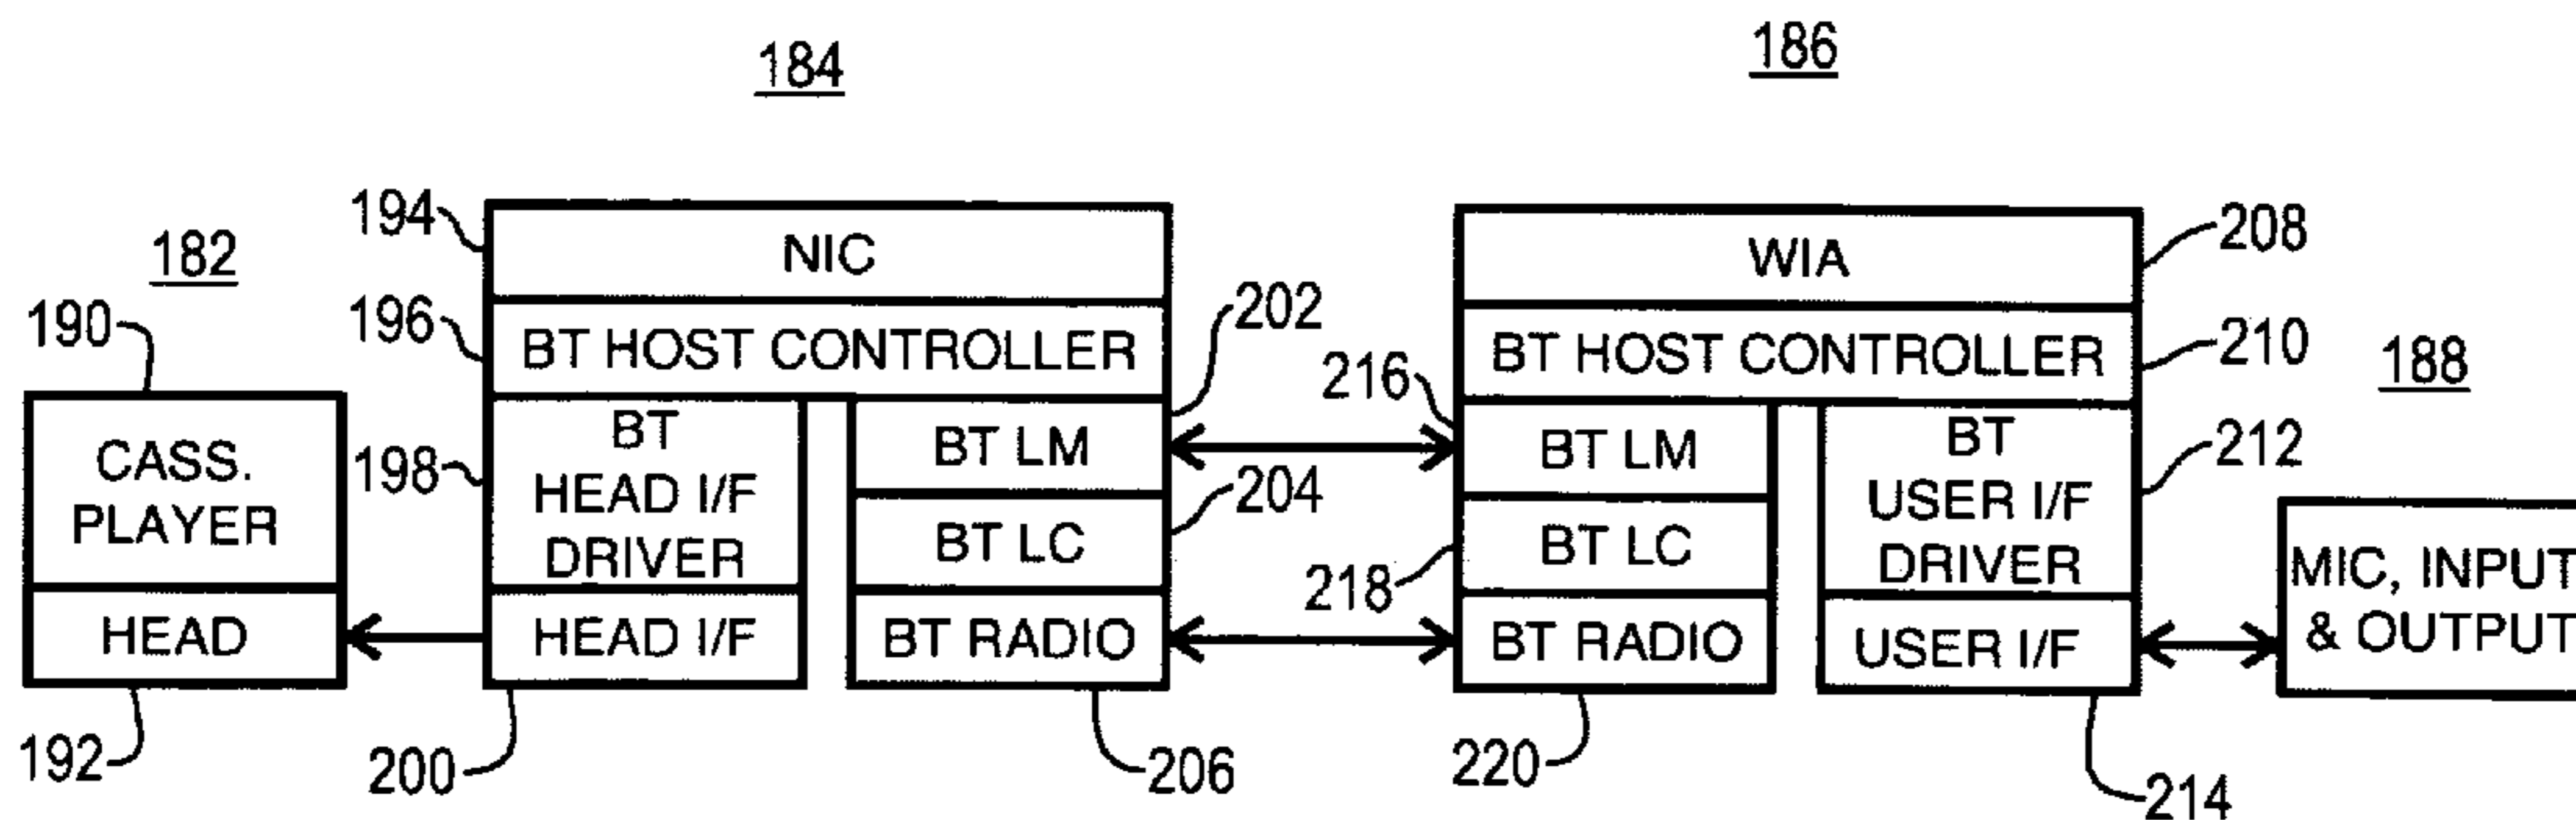 184
186
182
188
190
192
194
196
198
200
202
204
206
208
210
212
214
216
218
220
CASS.
PLAYER
HEAD
NIC
BT HOST CONTROLLER
BT
HEAD I/F
DRIVER
HEAD I/F
BT LM
BT LC
BT RADIO
WIA
BT HOST CONTROLLER
BT LM
BT LC
BT RADIO
BT
USER I/F
DRIVER
USER I/F
MIC, INPUT
& OUTPUT